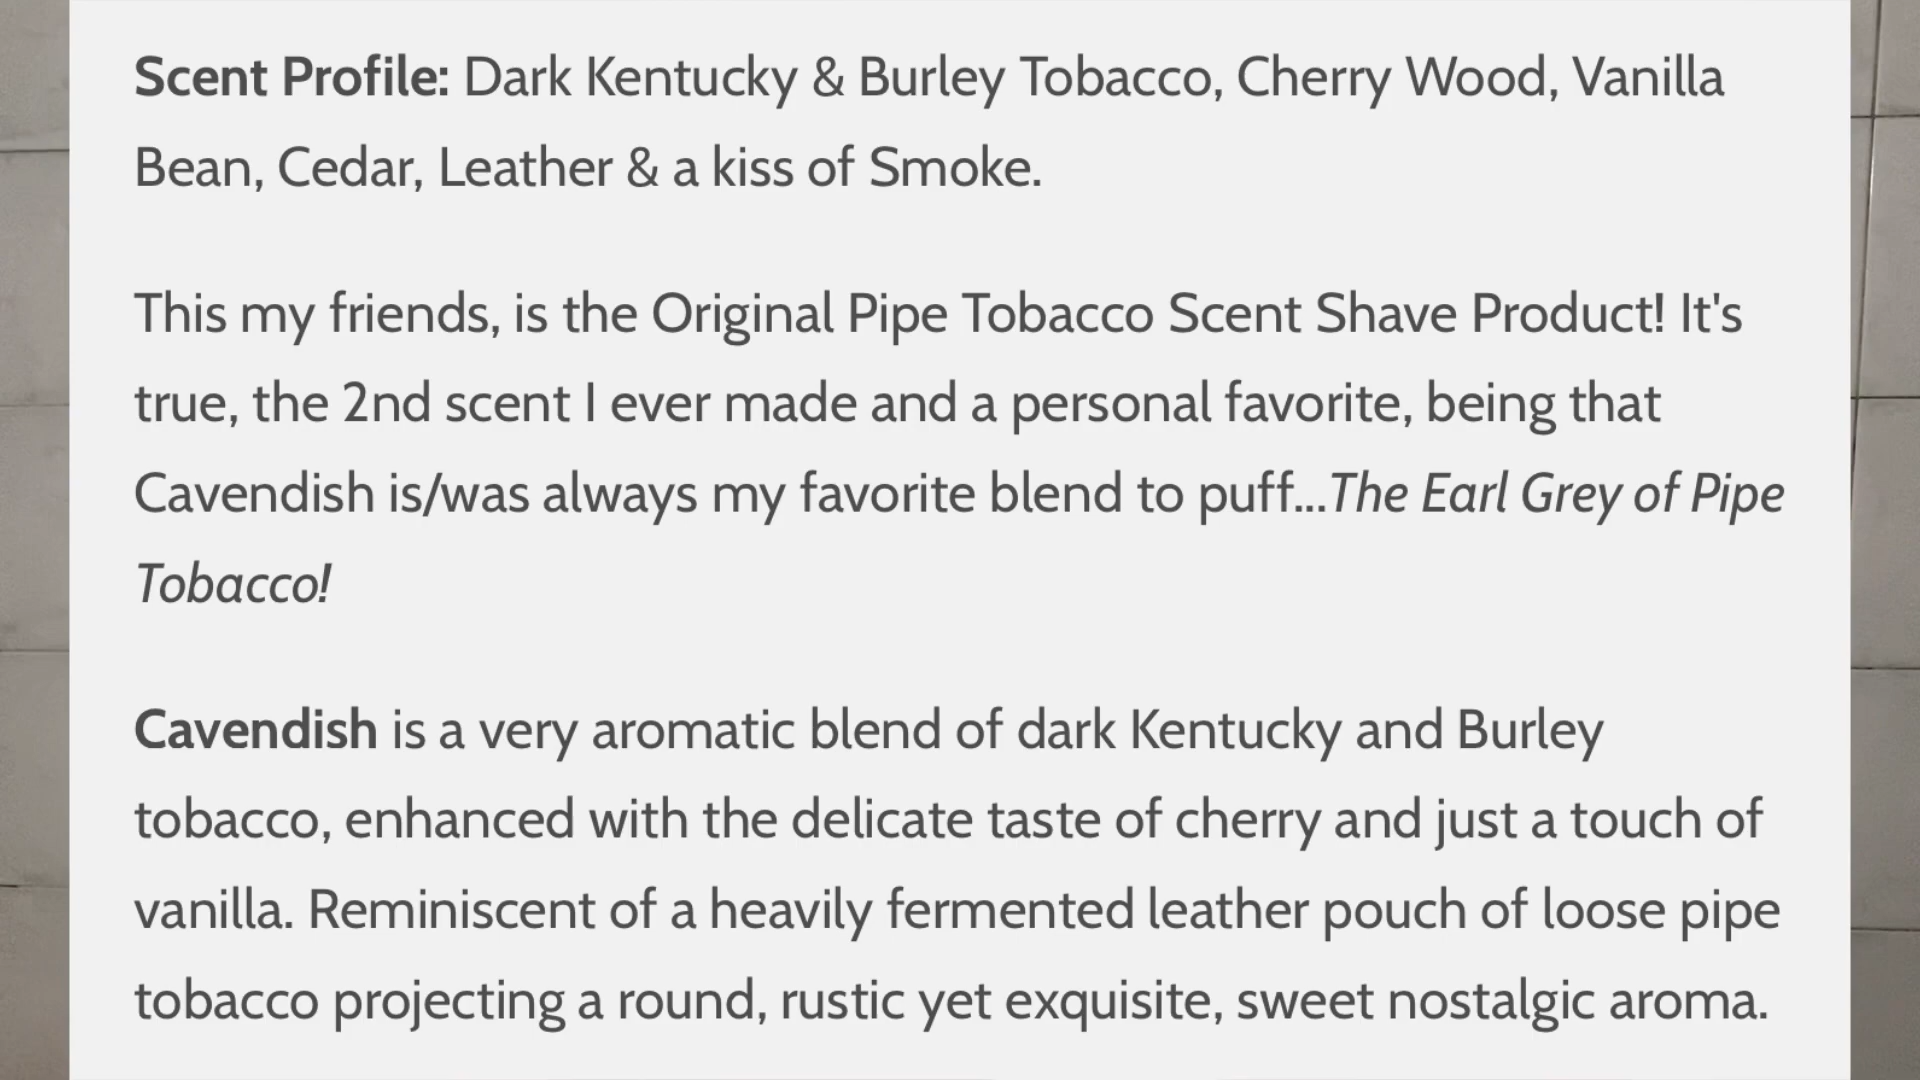 Scent Profile: Dark Kentucky & Burley Tobacco, Cherry Wood, Vanilla
Bean, Cedar, Leather & a kiss of Smoke.
This my friends, is the Original Pipe Tobacco Scent Shave Product! It's
true, the 2nd scent I ever made and a personal favorite, being that
Cavendish is/was always my favorite blend to puff...The Earl Grey of Pipe
Tobacco!
Cavendish is a very aromatic blend of dark Kentucky and Burley
tobacco, enhanced with the delicate taste of cherry and just a touch of
vanilla. Reminiscent of a heavily fermented leather pouch of loose pipe
tobacco projecting a round, rustic yet exquisite, sweet nostalgic aroma.